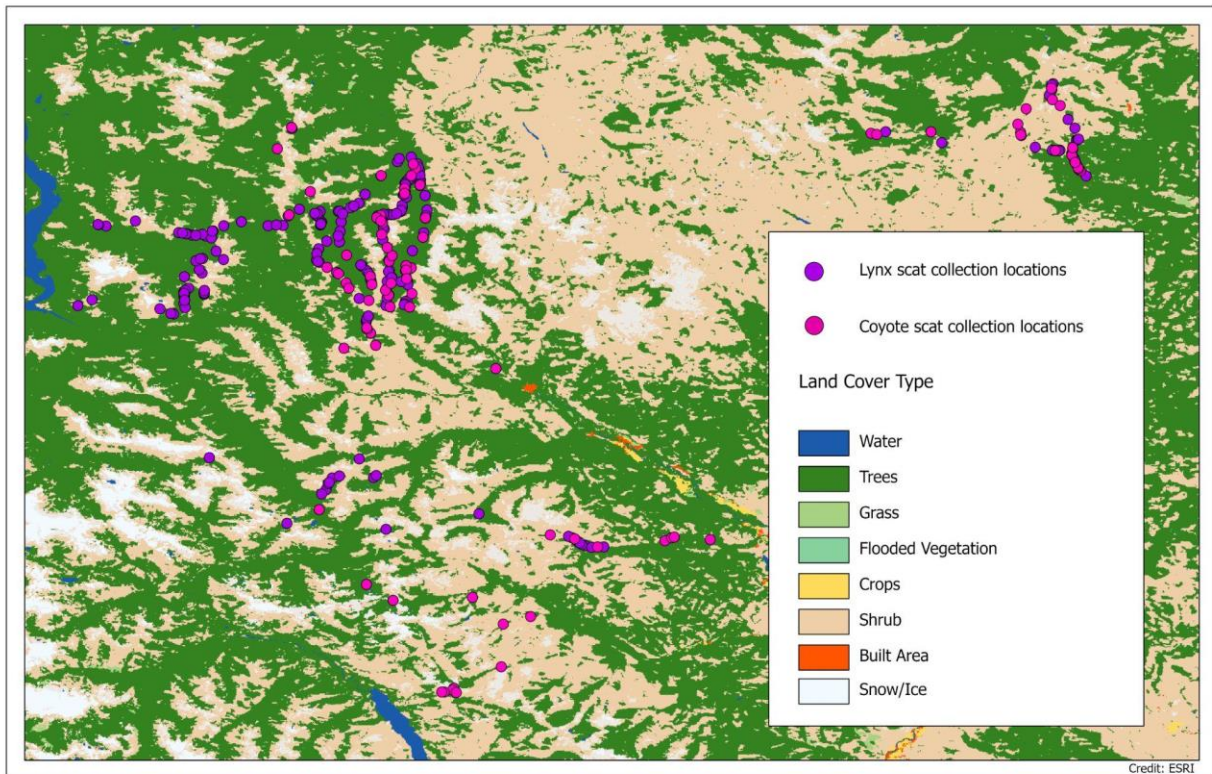 Lynx scat collection locations
Coyote scat collection locations
Land Cover Type
Water
Trees
Grass
Flooded Vegetation
Crops
Shrub
Built Area
Snow/Ice
Credit: ESRI